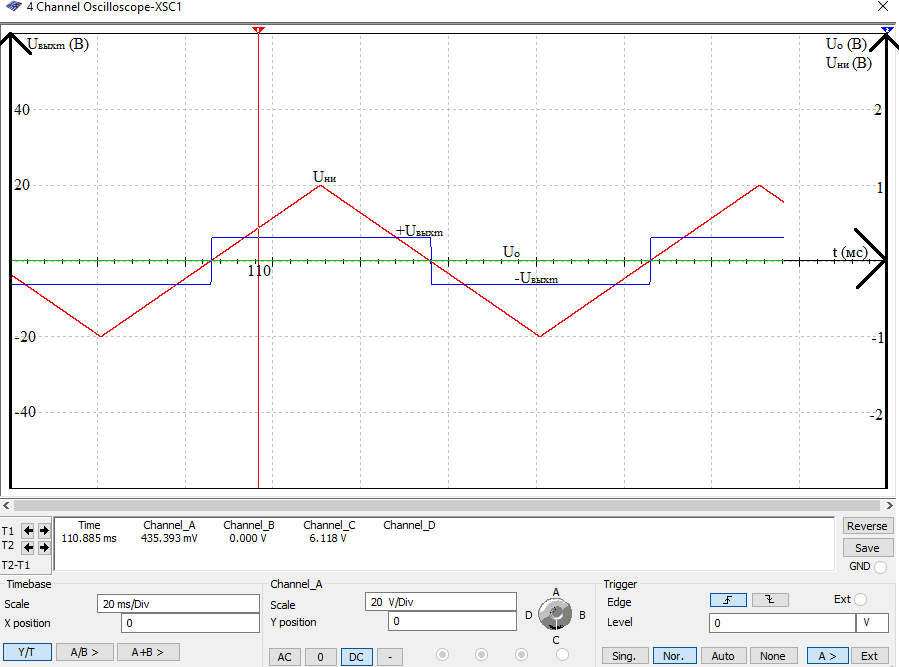 4 Channel Oscilloscope-XSC1
Uвыхm (В)
Uо (В)
Uни (В)
40
2
20
Uни
1
+Uвыхm
Uо
t (мс)
110
-Uвыхm
-20
-1
-40
-2
Time Channel_A Channel_B Channel_C Channel_D
T1
T2
T2-T1
110.885 ms 435.393 mV 0.000 V 6.118 V
Reverse
Save
GND
Timebase
Scale 20 ms/Div
X position 0
Y/T A/B > A+B >
Channel_A
Scale 20 V/Div
Y position 0
AC 0 DC -
A
D B
C
Trigger
Edge Ext
Level 0 V
Sing. Nor. Auto None A > Ext